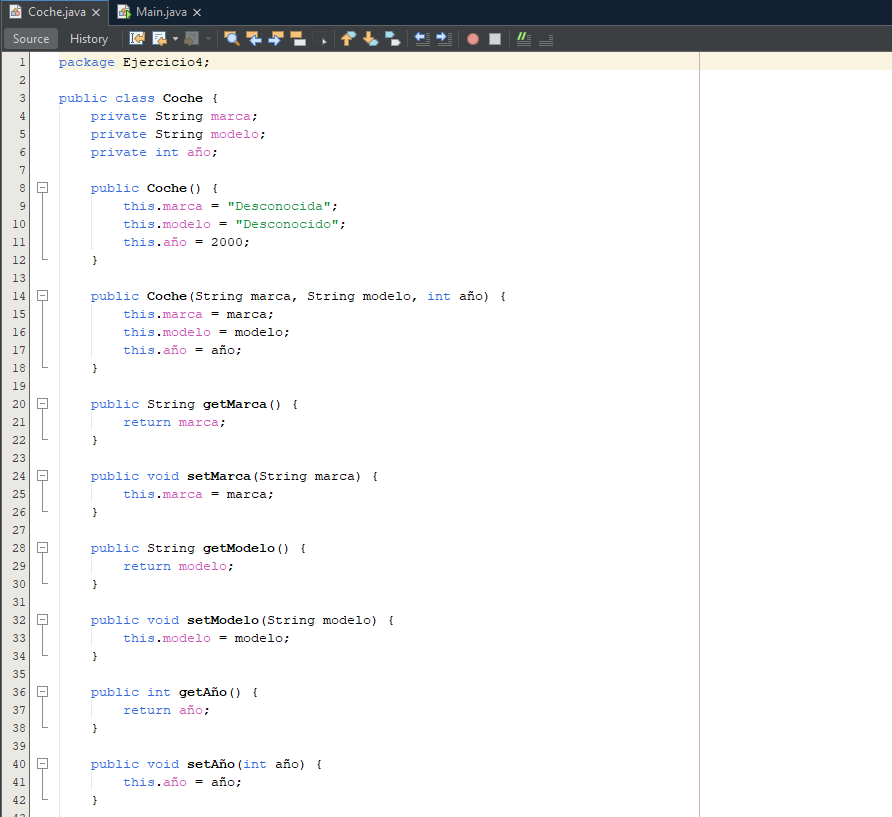 Coche.java
Main.java
Source History
1 package Ejercicio4;
2
3 public class Coche {
4 private String marca;
5 private String modelo;
6 private int año;
7
8 public Coche() {
9 this.marca = "Desconocida";
10 this.modelo = "Desconocido";
11 this.año = 2000;
12 }
13
14 public Coche(String marca, String modelo, int año) {
15 this.marca = marca;
16 this.modelo = modelo;
17 this.año = año;
18 }
19
20 public String getMarca() {
21 return marca;
22 }
23
24 public void setMarca(String marca) {
25 this.marca = marca;
26 }
27
28 public String getModelo() {
29 return modelo;
30 }
31
32 public void setModelo(String modelo) {
33 this.modelo = modelo;
34 }
35
36 public int getAño() {
37 return año;
38 }
39
40 public void setAño(int año) {
41 this.año = año;
42 }